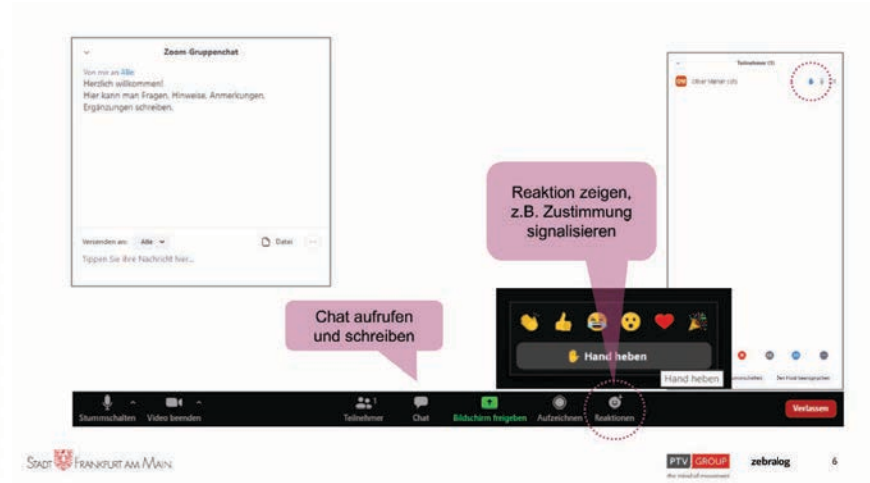 Zoom-Gruppenchat
Von mir an Alle
Herzlich willkommen!
Hier kann man Fragen, Hinweise, Anmerkungen,
Ergänzungen schreiben.
Versenden an: Alle
Datei
Tippen Sie Ihre Nachricht hier...
Teilnehmer (1)
Reaktion zeigen,
z.B. Zustimmung
signalisieren
Chat aufrufen
und schreiben
Hand heben
Hand heben
Stummschalten
Video beenden
Teilnehmer
1
Chat
Bildschirm freigeben
Aufzeichnen
Reaktionen
Verlassen
STADT FRANKFURT AM MAIN
PTV GROUP
the mind of movement
zebralog
6